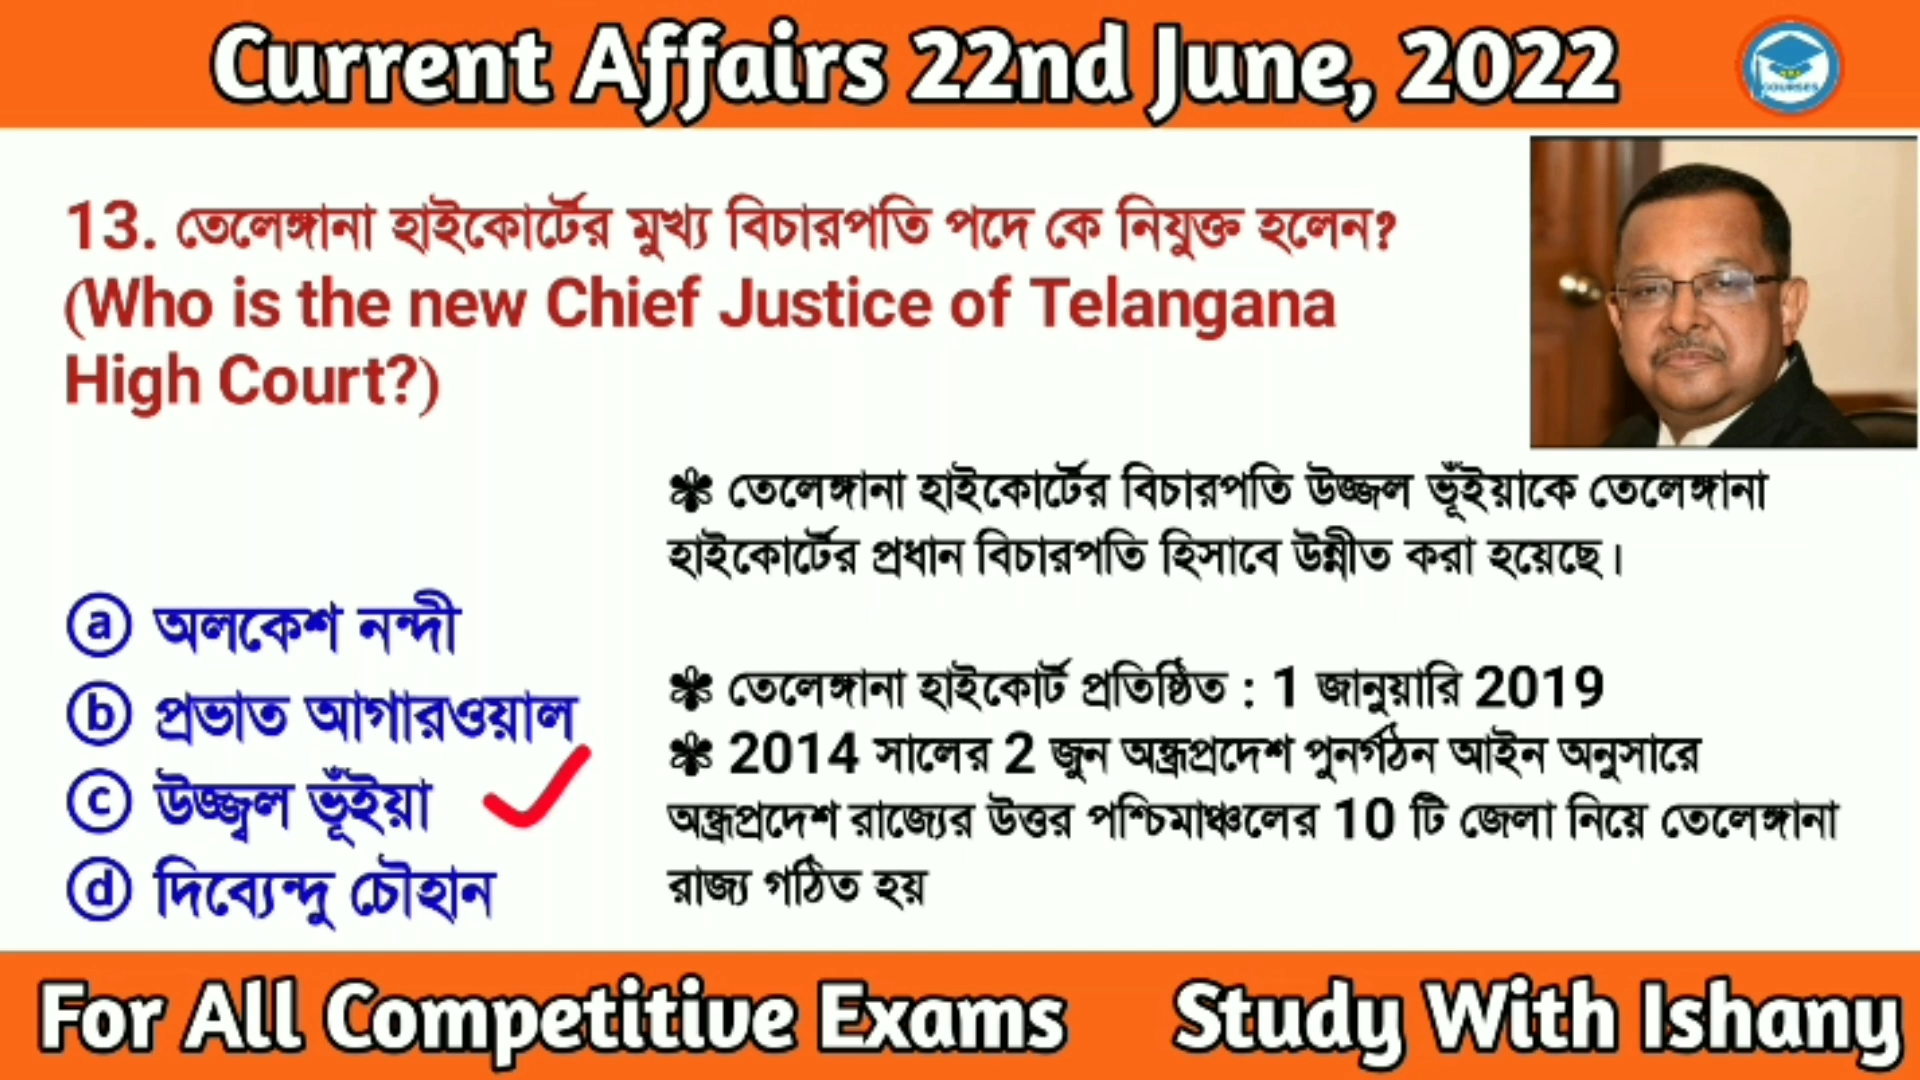 Current Affairs 22nd June, 2022
COURSES
13. তেলেঙ্গানা হাইকোর্টের মুখ্য বিচারপতি পদে কে নিযুক্ত হলেন?
(Who is the new Chief Justice of Telangana
High Court?)
✽ তেলেঙ্গানা হাইকোর্টের বিচারপতি উজ্জল ভূঁইয়াকে তেলেঙ্গানা
হাইকোর্টের প্রধান বিচারপতি হিসাবে উন্নীত করা হয়েছে।
ⓐ অলকেশ নন্দী
ⓑ প্রভাত আগারওয়াল
ⓒ উজ্জ্বল ভূঁইয়া
ⓓ দিব্যেন্দু চৌহান
✽ তেলেঙ্গানা হাইকোর্ট প্রতিষ্ঠিত : 1 জানুয়ারি 2019
✽ 2014 সালের 2 জুন অন্ধ্রপ্রদেশ পুনর্গঠন আইন অনুসারে
অন্ধ্রপ্রদেশ রাজ্যের উত্তর পশ্চিমাঞ্চলের 10 টি জেলা নিয়ে তেলেঙ্গানা
রাজ্য গঠিত হয়
For All Competitive Exams Study With Ishany